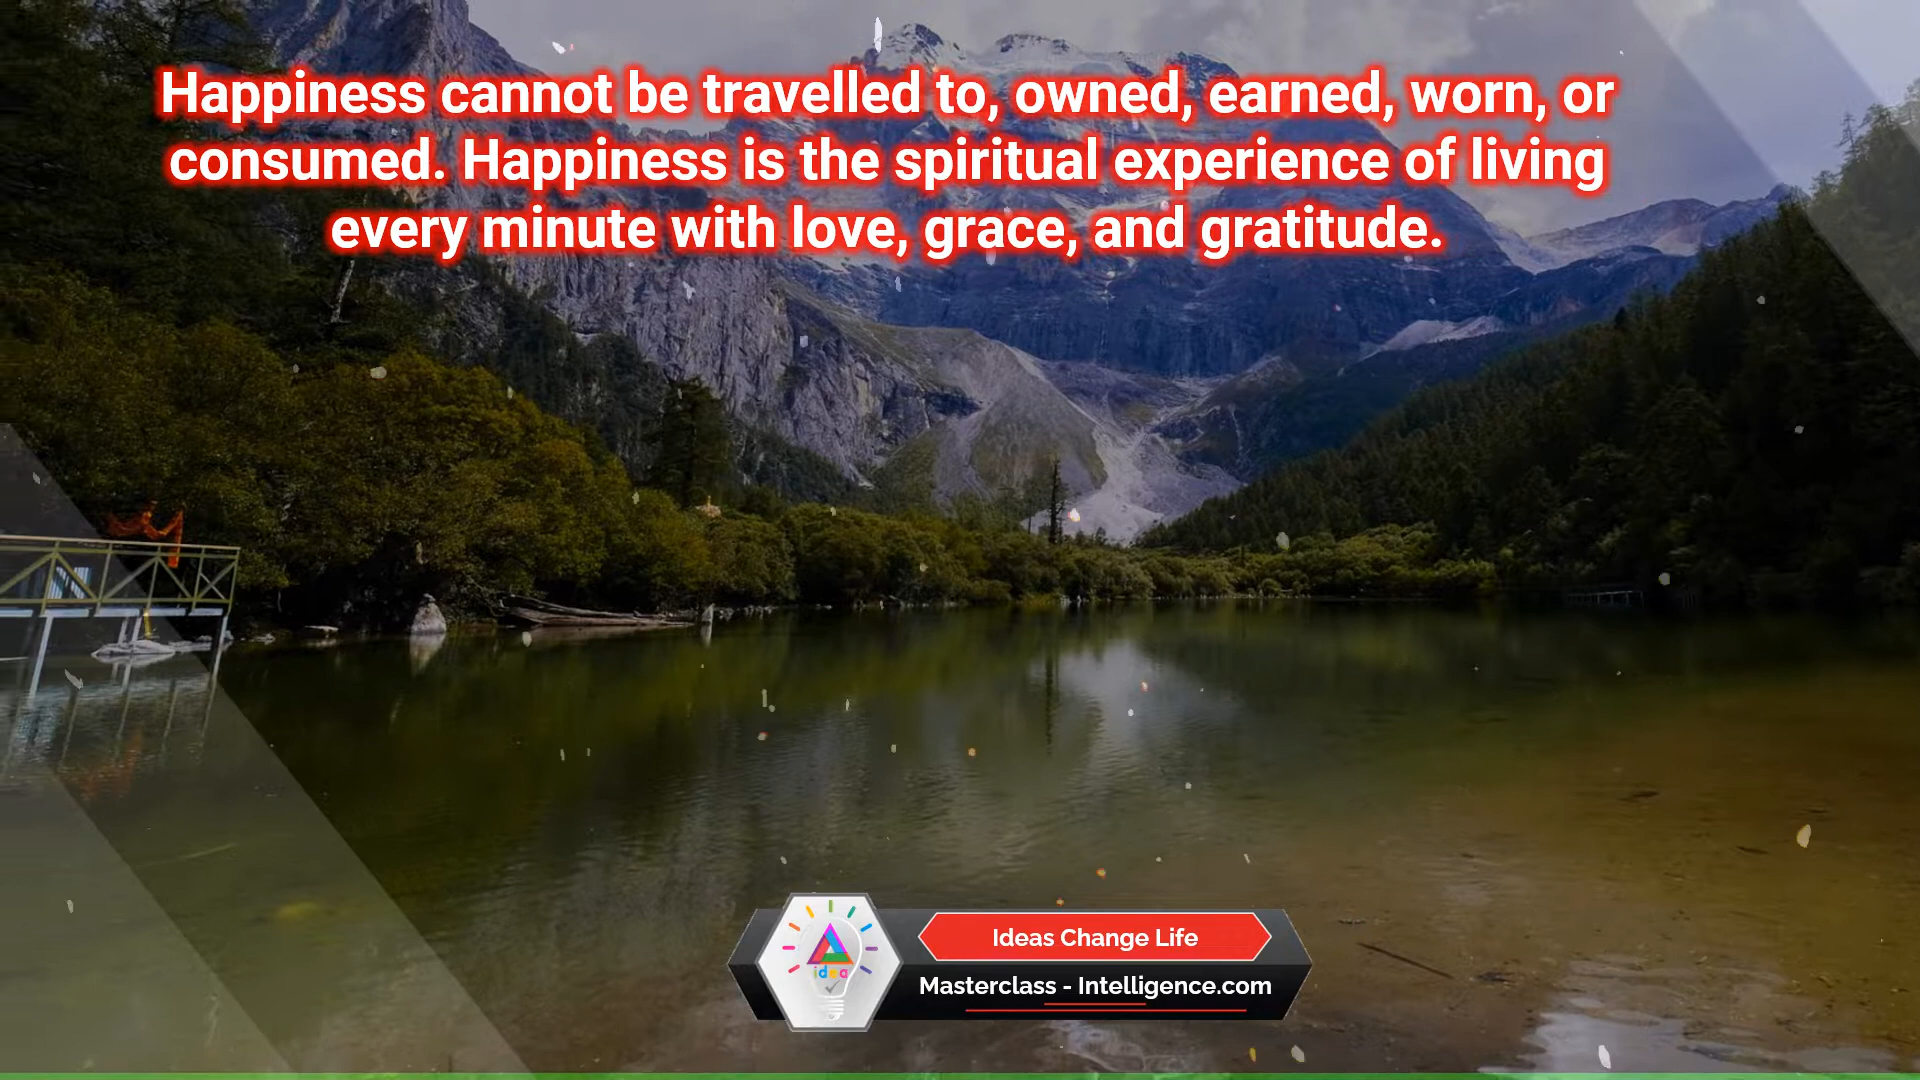 Happiness cannot be travelled to, owned, earned, worn, or
consumed. Happiness is the spiritual experience of living
every minute with love, grace, and gratitude.
idea
Ideas Change Life
Masterclass - Intelligence.com